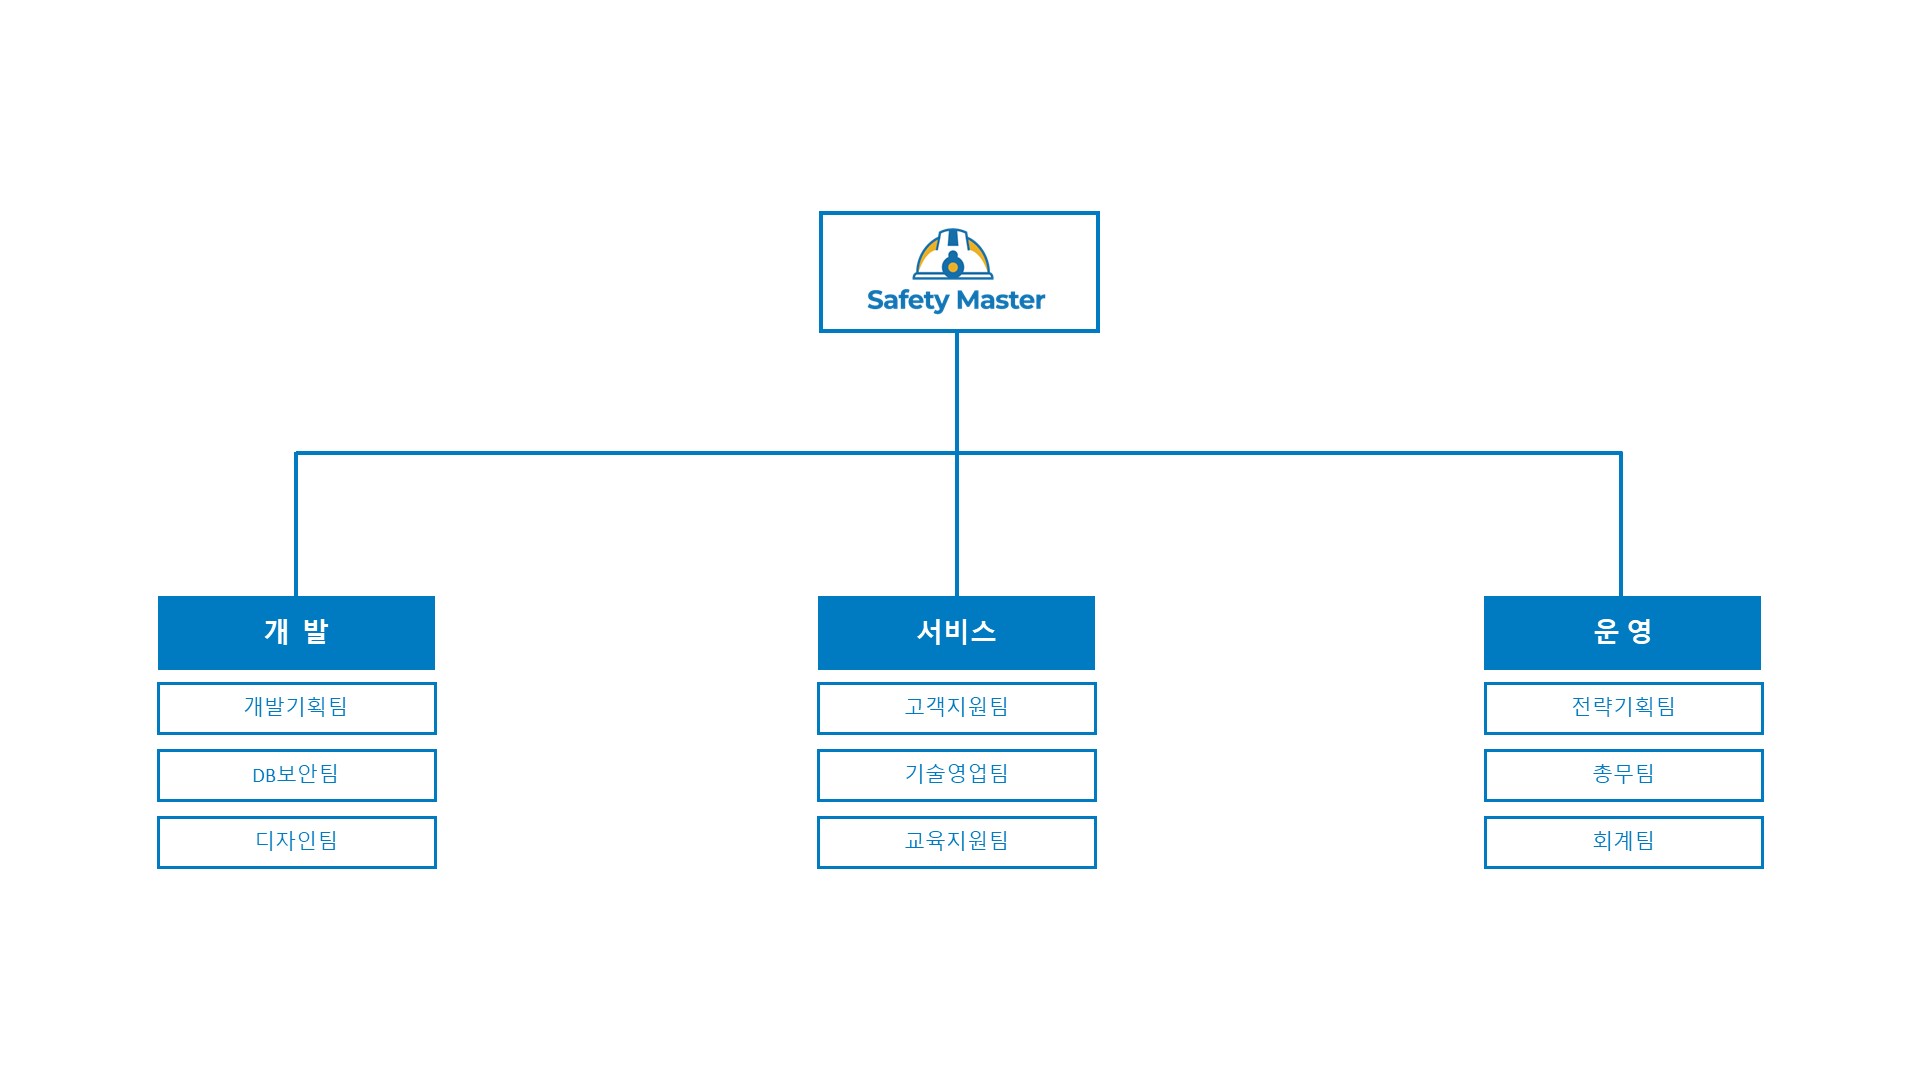 Safety Master
개 발
개발기획팀
DB보안팀
디자인팀
서비스
고객지원팀
기술영업팀
교육지원팀
운 영
전략기획팀
총무팀
회계팀